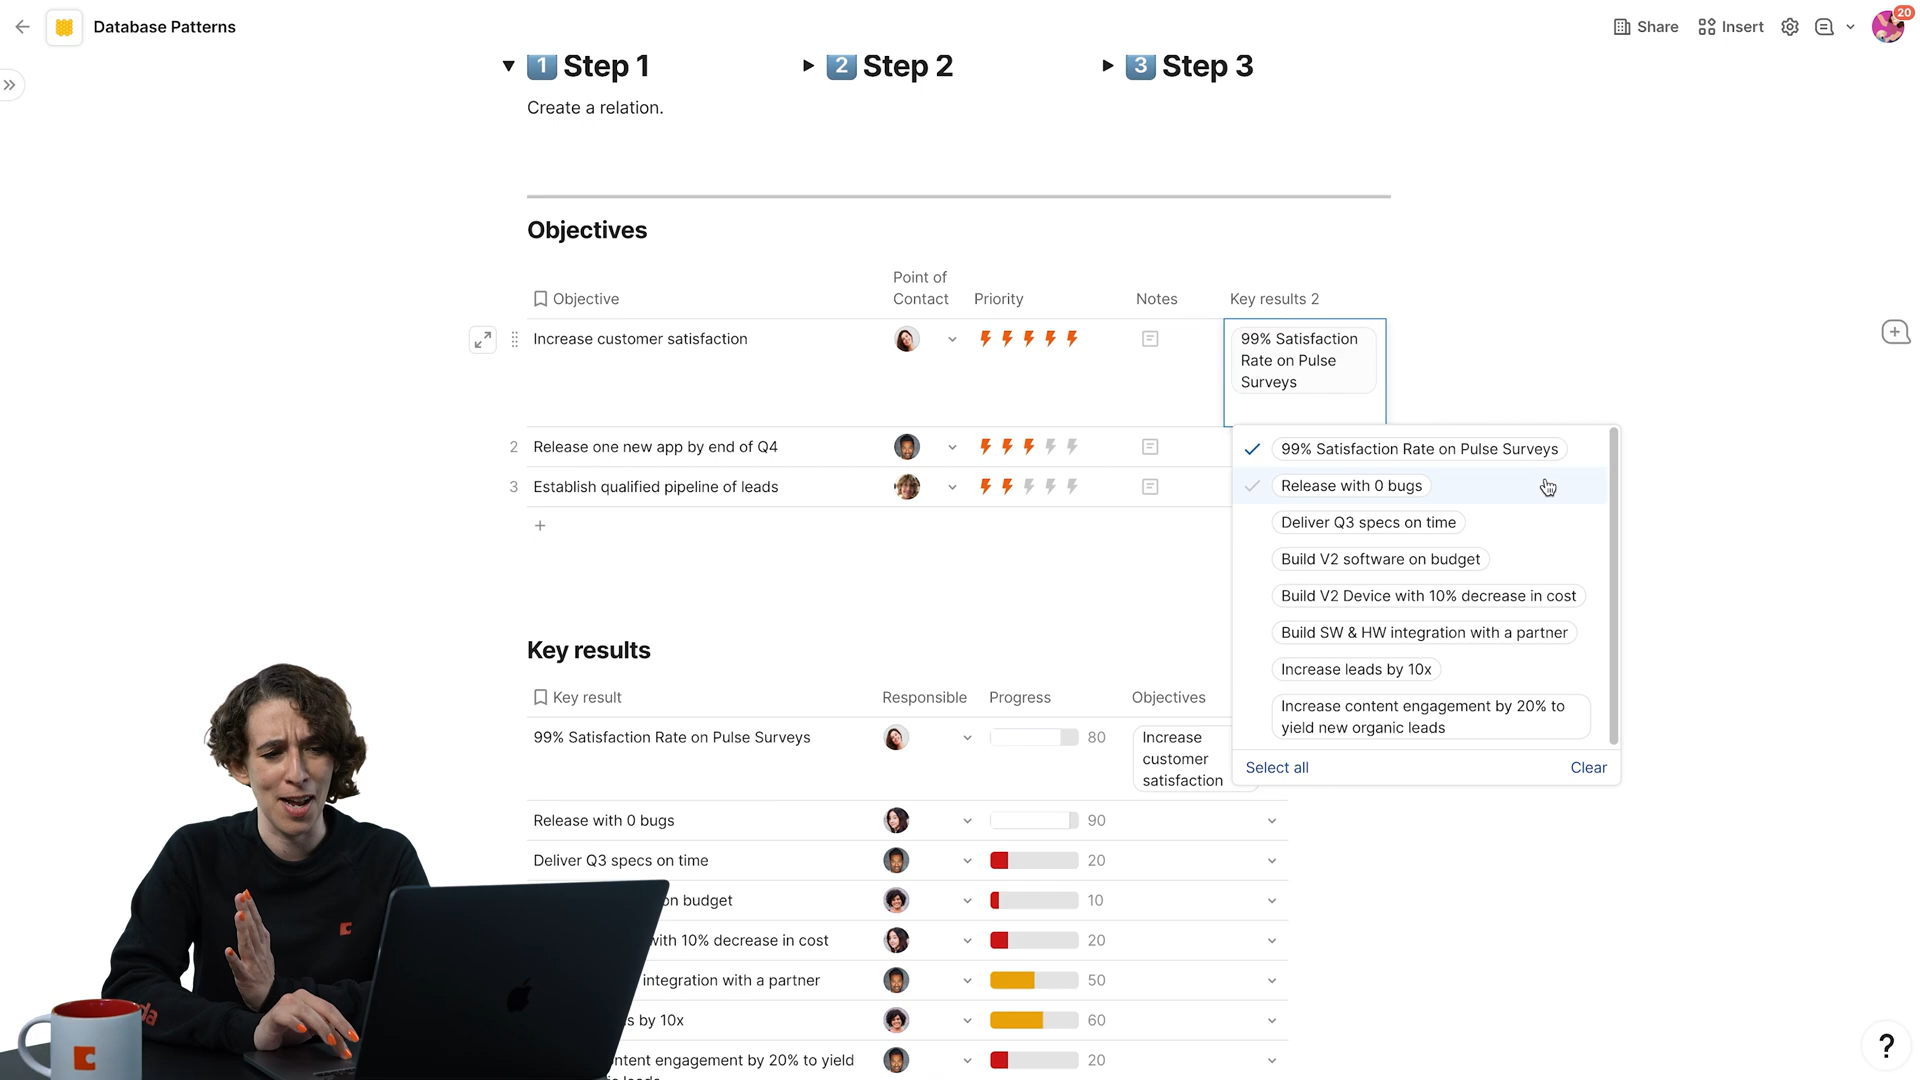 Database Patterns
Share
Insert
20
1 Step 1
2 Step 2
3 Step 3
Create a relation.
Objectives
Objective
Point of
Contact
Priority
Notes
Key results 2
Increase customer satisfaction
99% Satisfaction
Rate on Pulse
Surveys
2 Release one new app by end of Q4
3 Establish qualified pipeline of leads
99% Satisfaction Rate on Pulse Surveys
Release with 0 bugs
Deliver Q3 specs on time
Build V2 software on budget
Build V2 Device with 10% decrease in cost
Build SW & HW integration with a partner
Increase leads by 10x
Increase content engagement by 20% to
yield new organic leads
Select all
Clear
Key results
Key result
Responsible
Progress
Objectives
99% Satisfaction Rate on Pulse Surveys
80
Increase
customer
satisfaction
Release with 0 bugs
90
Deliver Q3 specs on time
20
on budget
10
with 10% decrease in cost
20
integration with a partner
50
by 10x
60
engagement by 20% to yield
20
?